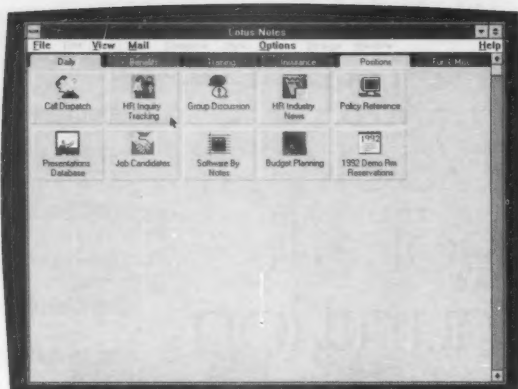 Lotus Notes
File View Mail Options Help
Daily Benefits Training Insurance Positions Fun & Misc.
Call Dispatch HR Inquiry Tracking Group Discussion HR Industry News Policy Reference
Presentations Database Job Candidates Software By Notes Budget Planning 1992 1992 Demo Rm Reservations